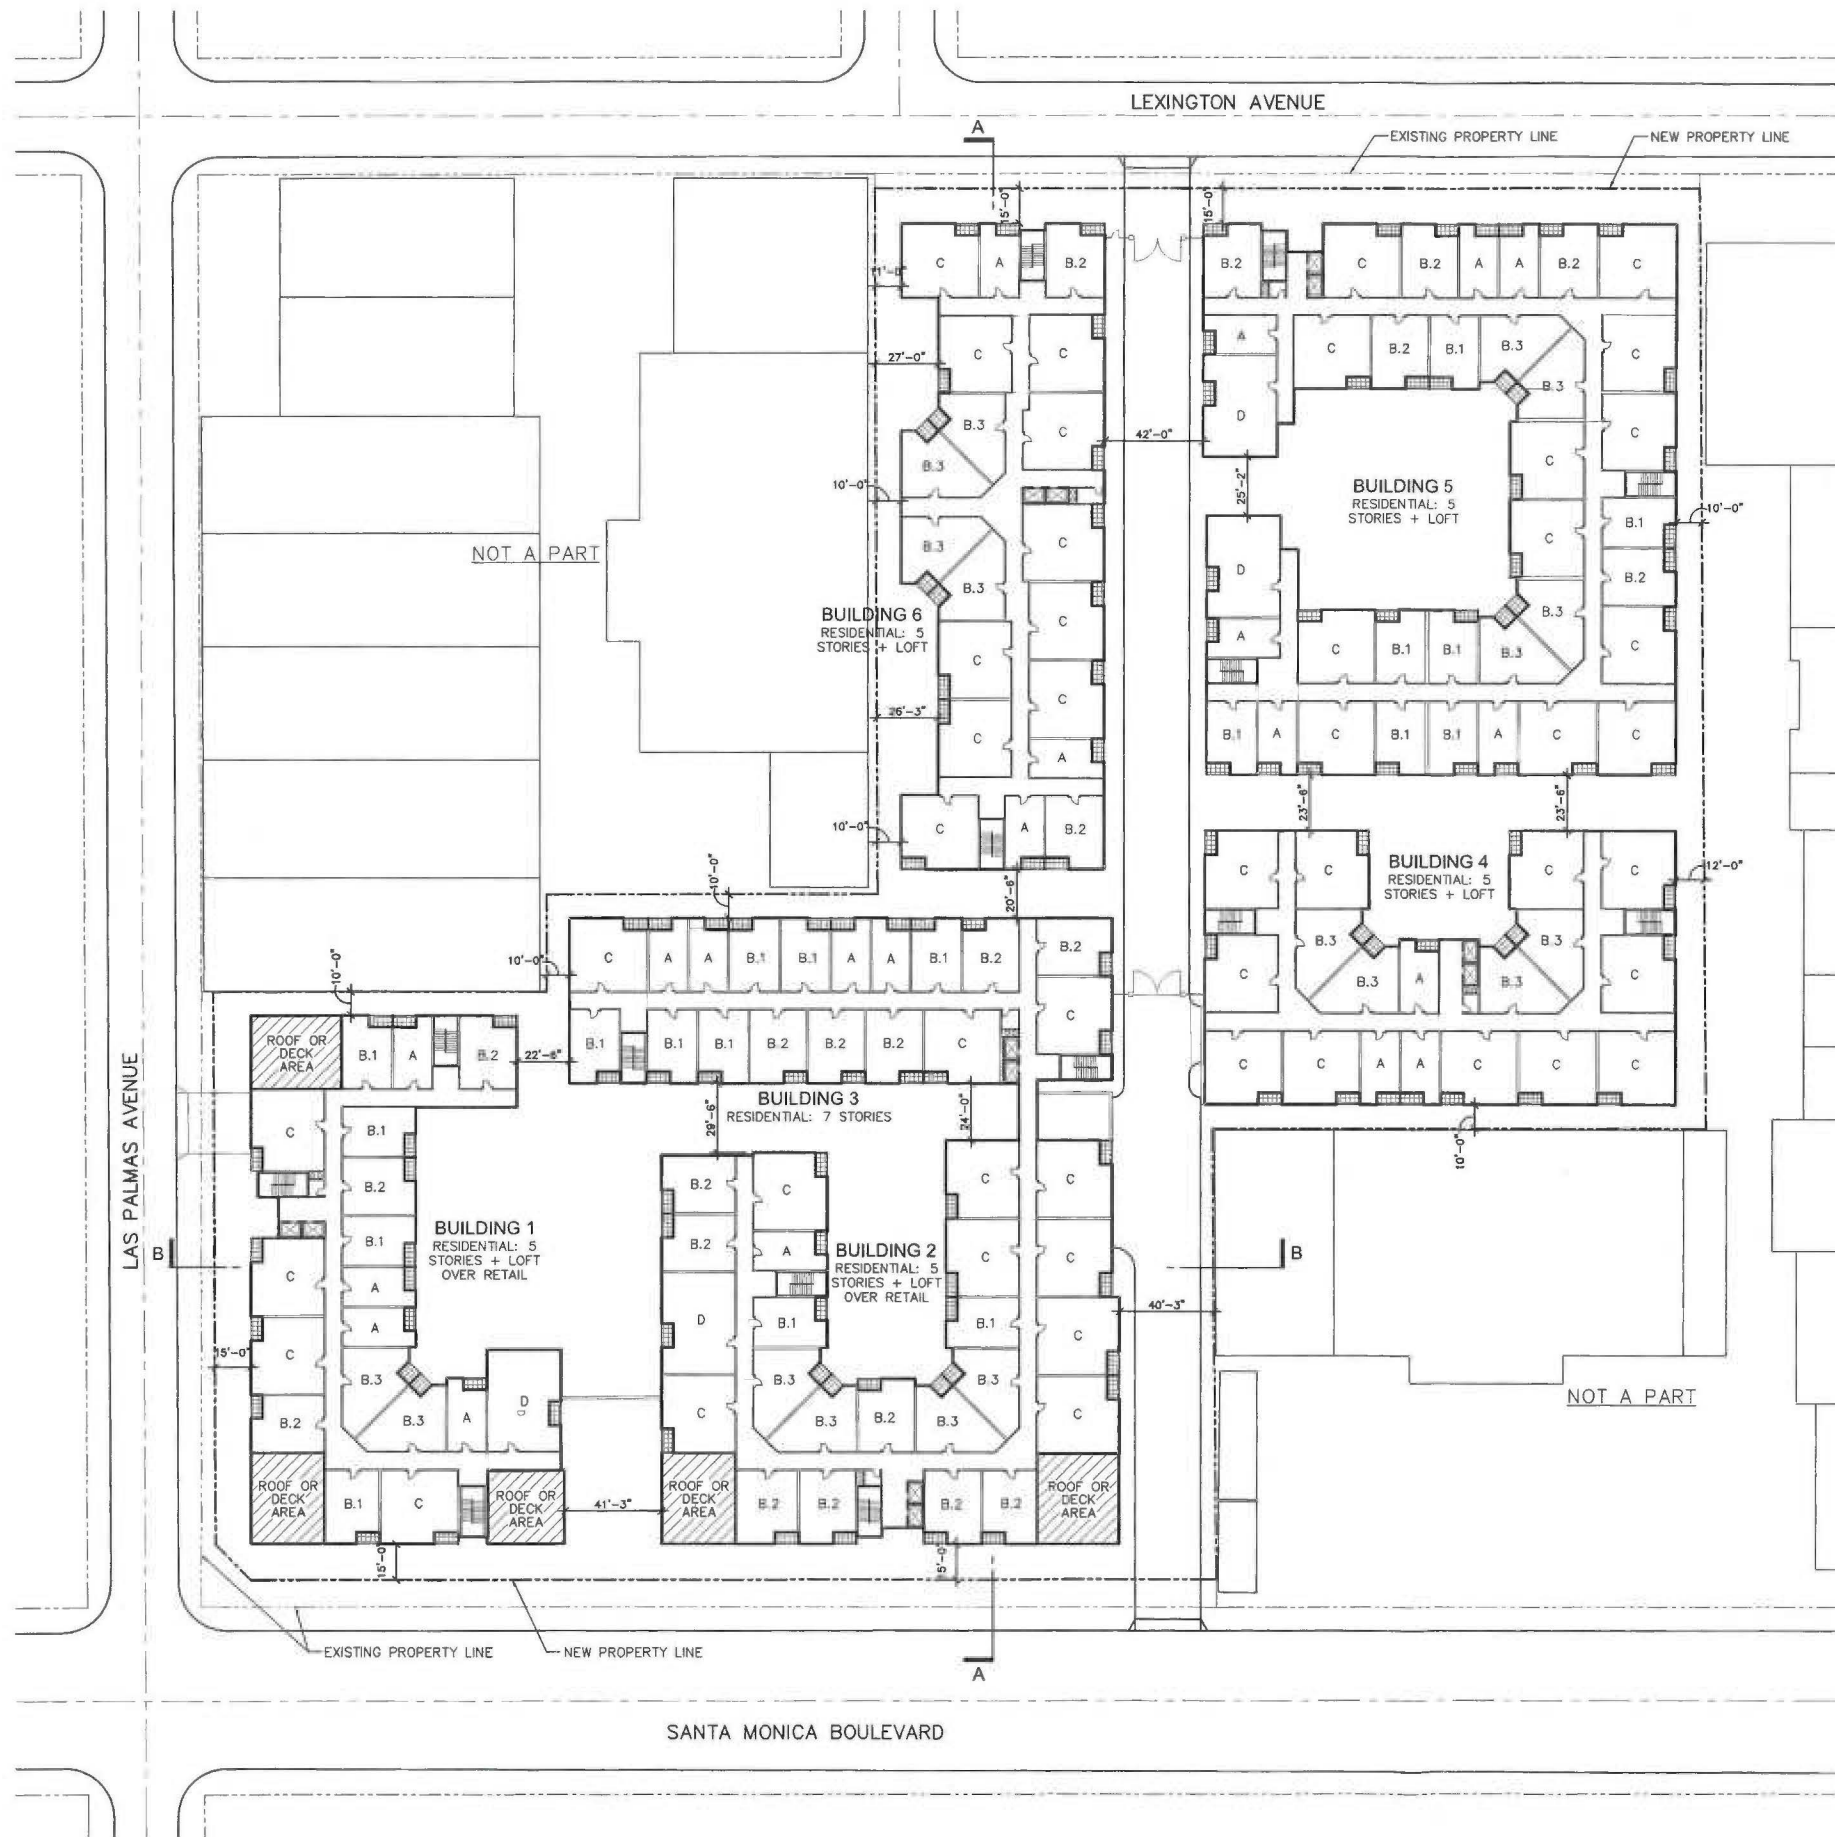 LEXINGTON AVENUE
A
EXISTING PROPERTY LINE
NEW PROPERTY LINE
15'-0"
15'-0"
C
A
B.2
B.2
C
B.2
A
A
B.2
C
11'-0"
27'-0"
C
C
A
C
B.2
B.1
B.3
B.3
C
B.3
C
D
C
42'-0"
B.3
10'-0"
25'-2"
C
BUILDING 5
RESIDENTIAL: 5
STORIES + LOFT
B.1
10'-0"
NOT A PART
B.3
C
C
B.3
D
B.2
BUILDING 6
RESIDENTIAL: 5
STORIES + LOFT
C
B.3
A
C
C
B.1
B.1
B.3
C
26'-3"
C
C
A
B.1
A
C
B.1
B.1
A
C
C
23'-6"
23'-6"
10'-0"
C
A
B.2
C
C
BUILDING 4
RESIDENTIAL: 5
STORIES + LOFT
C
C
12'-0"
10'-0"
20'-6"
B.3
B.3
C
B.3
A
B.3
C
10'-0"
10'-0"
C
A
A
B.1
B.1
A
A
B.1
B.2
B.2
C
B.1
B.1
B.1
B.2
B.2
B.2
C
C
C
A
A
C
C
C
10'-0"
ROOF OR
DECK
AREA
B.1
A
B.2
22'-6"
BUILDING 3
RESIDENTIAL: 7 STORIES
29'-6"
24'-0"
C
B.1
B.2
B.1
C
A
C
A
B.3
B.2
B.3
A
D
LAS PALMAS AVENUE
B
BUILDING 1
RESIDENTIAL: 5
STORIES + LOFT
OVER RETAIL
15'-0"
B.2
B.2
D
C
C
A
B.1
B.3
B.3
B.2
B.3
B.3
BUILDING 2
RESIDENTIAL: 5
STORIES + LOFT
OVER RETAIL
C
C
B.1
C
C
C
C
B
40'-3"
NOT A PART
ROOF OR
DECK
AREA
B.1
C
ROOF OR
DECK
AREA
41'-3"
ROOF OR
DECK
AREA
B.2
B.2
B.2
B.2
ROOF OR
DECK
AREA
15'-0"
15'-0"
EXISTING PROPERTY LINE
NEW PROPERTY LINE
A
SANTA MONICA BOULEVARD